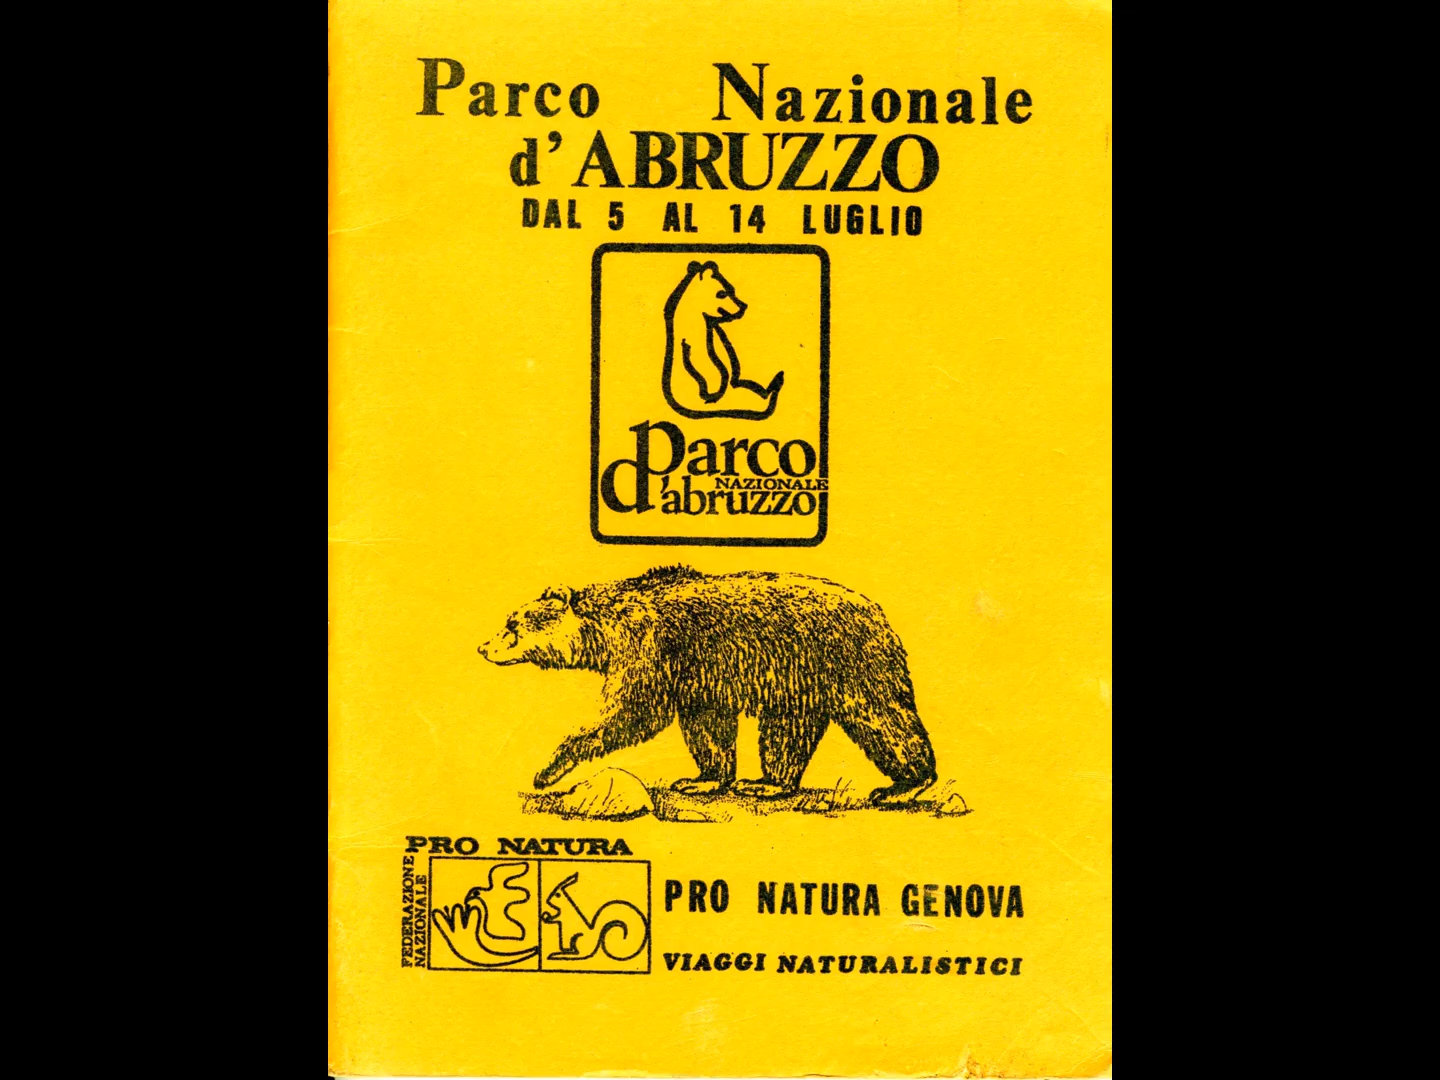 Parco Nazionale
d'ABRUZZO
DAL 5 AL 14 LUGLIO
Parco
NAZIONALE
d'abruzzo
PRO NATURA
FEDERAZIONE
NAZIONALE
PRO NATURA GENOVA
VIAGGI NATURALISTICI